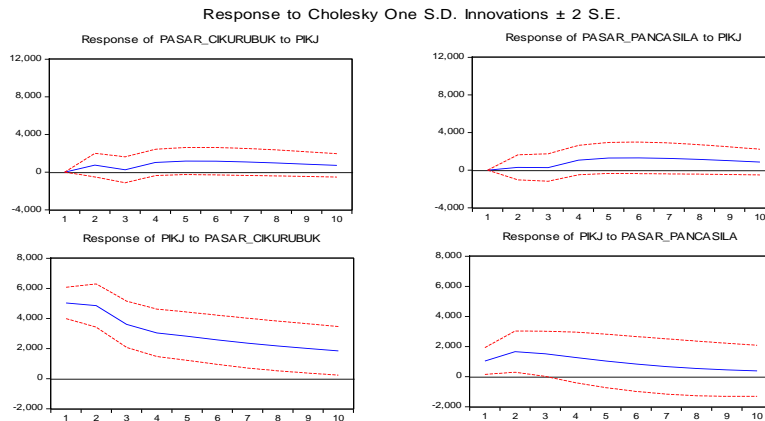 Response to Cholesky One S.D. Innovations ± 2 S.E.
Response of PASAR_CIKURUBUK to PIKJ
12,000
8,000
4,000
0
-4,000
1 2 3 4 5 6 7 8 9 10
Response of PASAR_PANCASILA to PIKJ
12,000
8,000
4,000
0
-4,000
1 2 3 4 5 6 7 8 9 10
Response of PIKJ to PASAR_CIKURUBUK
8,000
6,000
4,000
2,000
0
-2,000
1 2 3 4 5 6 7 8 9 10
Response of PIKJ to PASAR_PANCASILA
8,000
6,000
4,000
2,000
0
-2,000
1 2 3 4 5 6 7 8 9 10